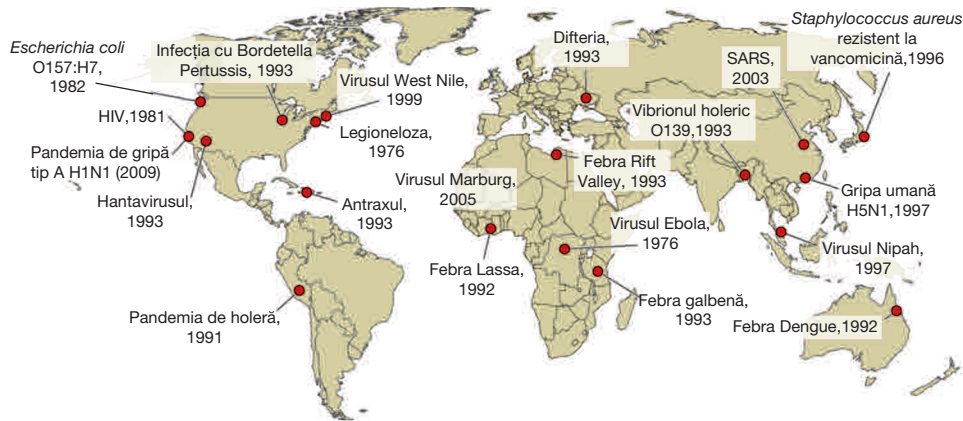 Escherichia coli
O157:H7,
1982
Infecția cu Bordetella
Pertussis, 1993
Virusul West Nile,
1999
HIV,1981
Legioneloza,
1976
Pandemia de gripă
tip A H1N1 (2009)
Hantavirusul,
1993
Antraxul,
1993
Pandemia de holeră,
1991
Difteria,
1993
Staphylococcus aureus
rezistent la
vancomicină, 1996
SARS,
2003
Vibrionul holeric
O139,1993
Febra Rift
Valley, 1993
Virusul Marburg,
2005
Virusul Ebola,
1976
Gripa umană
H5N1,1997
Febra Lassa,
1992
Virusul Nipah,
1997
Febra galbenă,
1993
Febra Dengue,1992